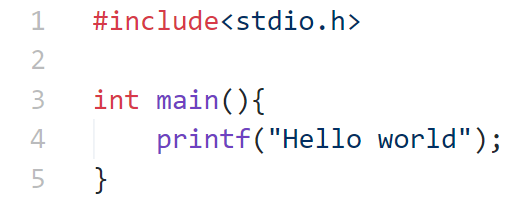 1 #include<stdio.h>
2
3 int main(){
4     printf("Hello world");
5 }